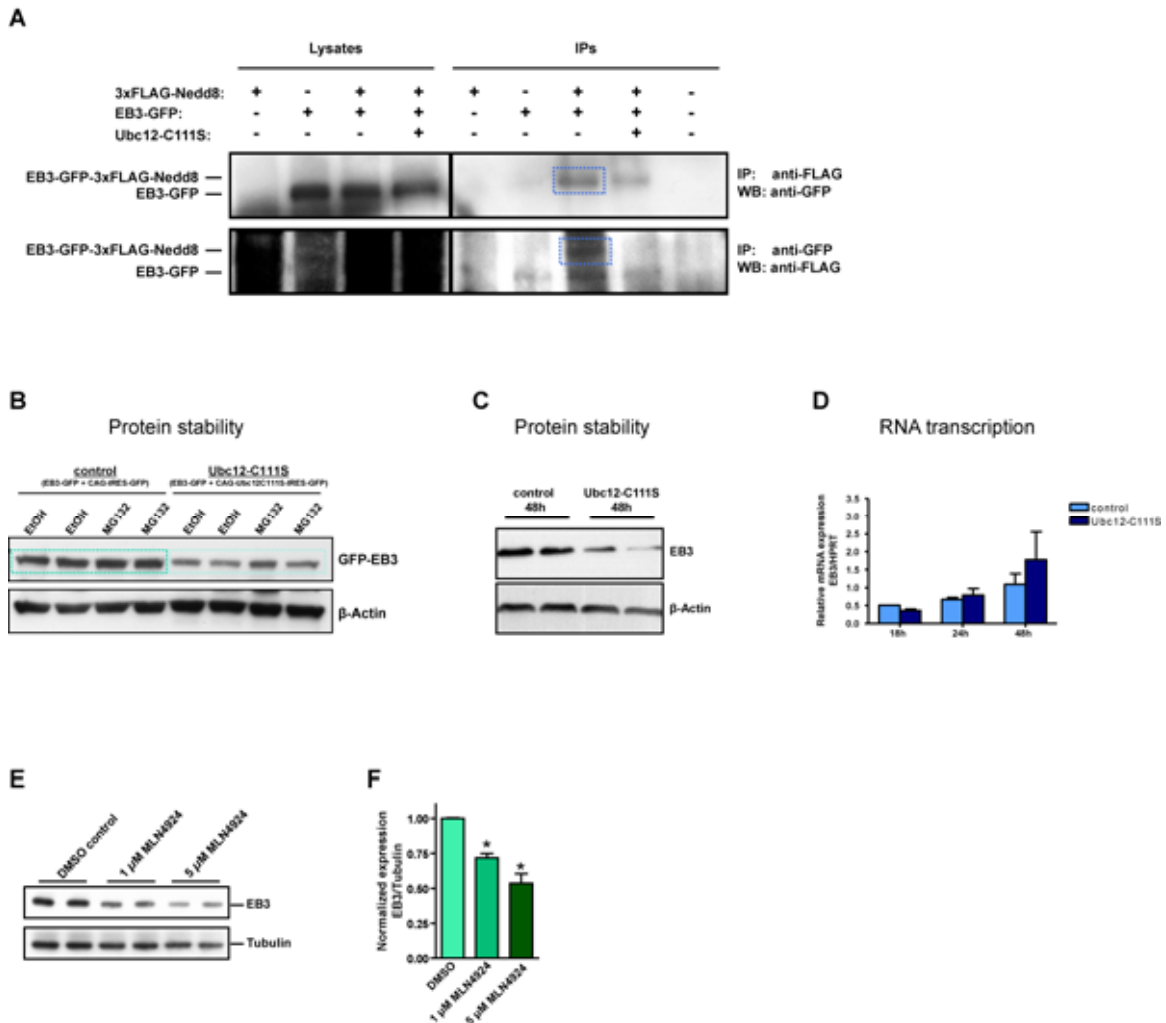 A
Lysates IPs
3xFLAG-Nedd8: + - + + + - + + -
EB3-GFP: - + + + - + + + -
Ubc12-C111S: - - - + - - - + -
EB3-GFP-3xFLAG-Nedd8 —
EB3-GFP —
IP: anti-FLAG
WB: anti-GFP
EB3-GFP-3xFLAG-Nedd8 —
EB3-GFP —
IP: anti-GFP
WB: anti-FLAG
B
Protein stability
control Ubc12-C111S
(EB3-GFP + CAG-IRES-GFP) (EB3-GFP + CAG-Ubc12C111S-IRES-GFP)
EtOH EtOH MG132 MG132 EtOH EtOH MG132 MG132
GFP-EB3
β-Actin
C
Protein stability
control Ubc12-C111S
48h 48h
EB3
β-Actin
D
RNA transcription
Relative mRNA expression
EB3/HPRT
3.5
3.0
2.5
2.0
1.5
1.0
0.5
0.0
18h 24h 48h
control
Ubc12-C111S
E
DMSO control 1 μM MLN4924 5 μM MLN4924
EB3
Tubulin
F
Normalized expression
EB3/Tubulin
1.00
0.75
0.50
0.25
0.00
* *
DMSO 1 μM MLN4924 5 μM MLN4924